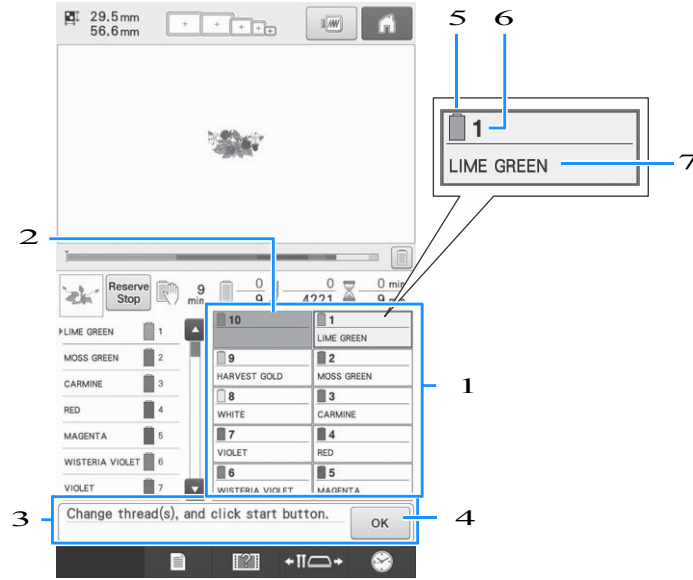 29.5mm
56.6mm
5 6
1
LIME GREEN
7
2
Reserve
Stop
9
min
0
9
0
4221
0 min
9 min
LIME GREEN 1
MOSS GREEN 2
CARMINE 3
RED 4
MAGENTA 5
WISTERIA VIOLET 6
VIOLET 7
10
1
LIME GREEN
9
HARVEST GOLD
2
MOSS GREEN
8
WHITE
3
CARMINE
7
VIOLET
4
RED
6
WISTERIA VIOLET
5
MAGENTA
1
3
Change thread(s), and click start button.
OK
4